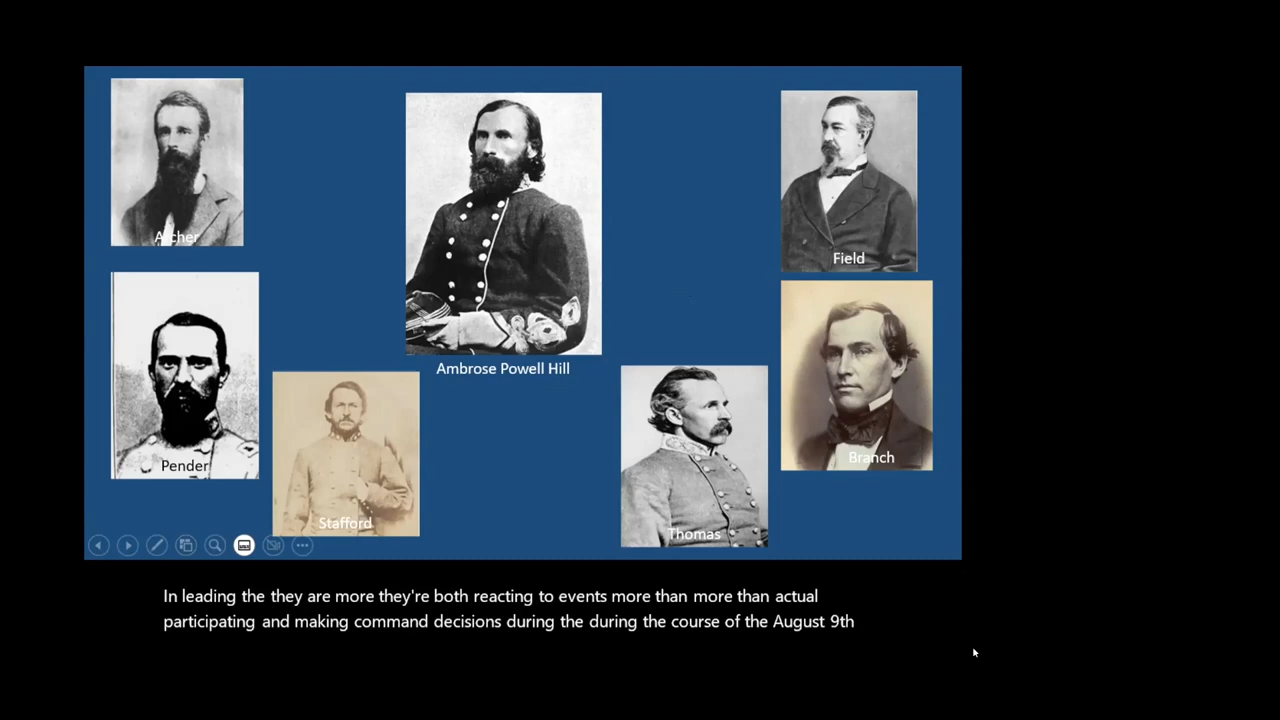 Archer
Field
Ambrose Powell Hill
Branch
Pender
Stafford
Thomas
In leading the they are more they're both reacting to events more than more than actual
participating and making command decisions during the during the course of the August 9th